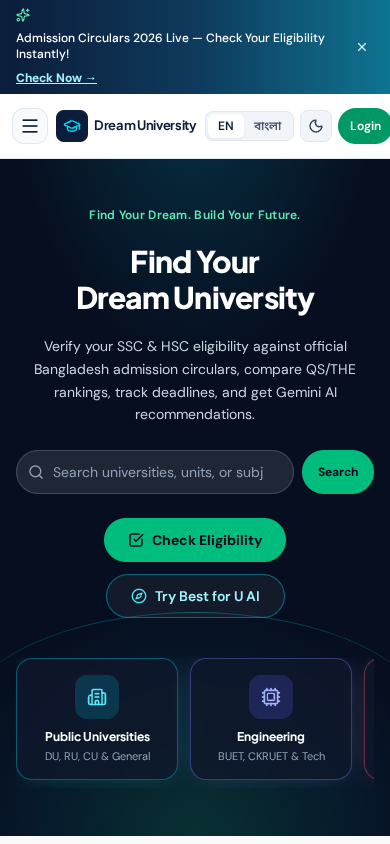 Admission Circulars 2026 Live — Check Your Eligibility
Instantly!
Check Now →
Dream University
EN
বাংলা
Login
Find Your Dream. Build Your Future.
Find Your
Dream University
Verify your SSC & HSC eligibility against official
Bangladesh admission circulars, compare QS/THE
rankings, track deadlines, and get Gemini AI
recommendations.
Search universities, units, or subj
Search
Check Eligibility
Try Best for U AI
Public Universities
DU, RU, CU & General
Engineering
BUET, CKRUET & Tech